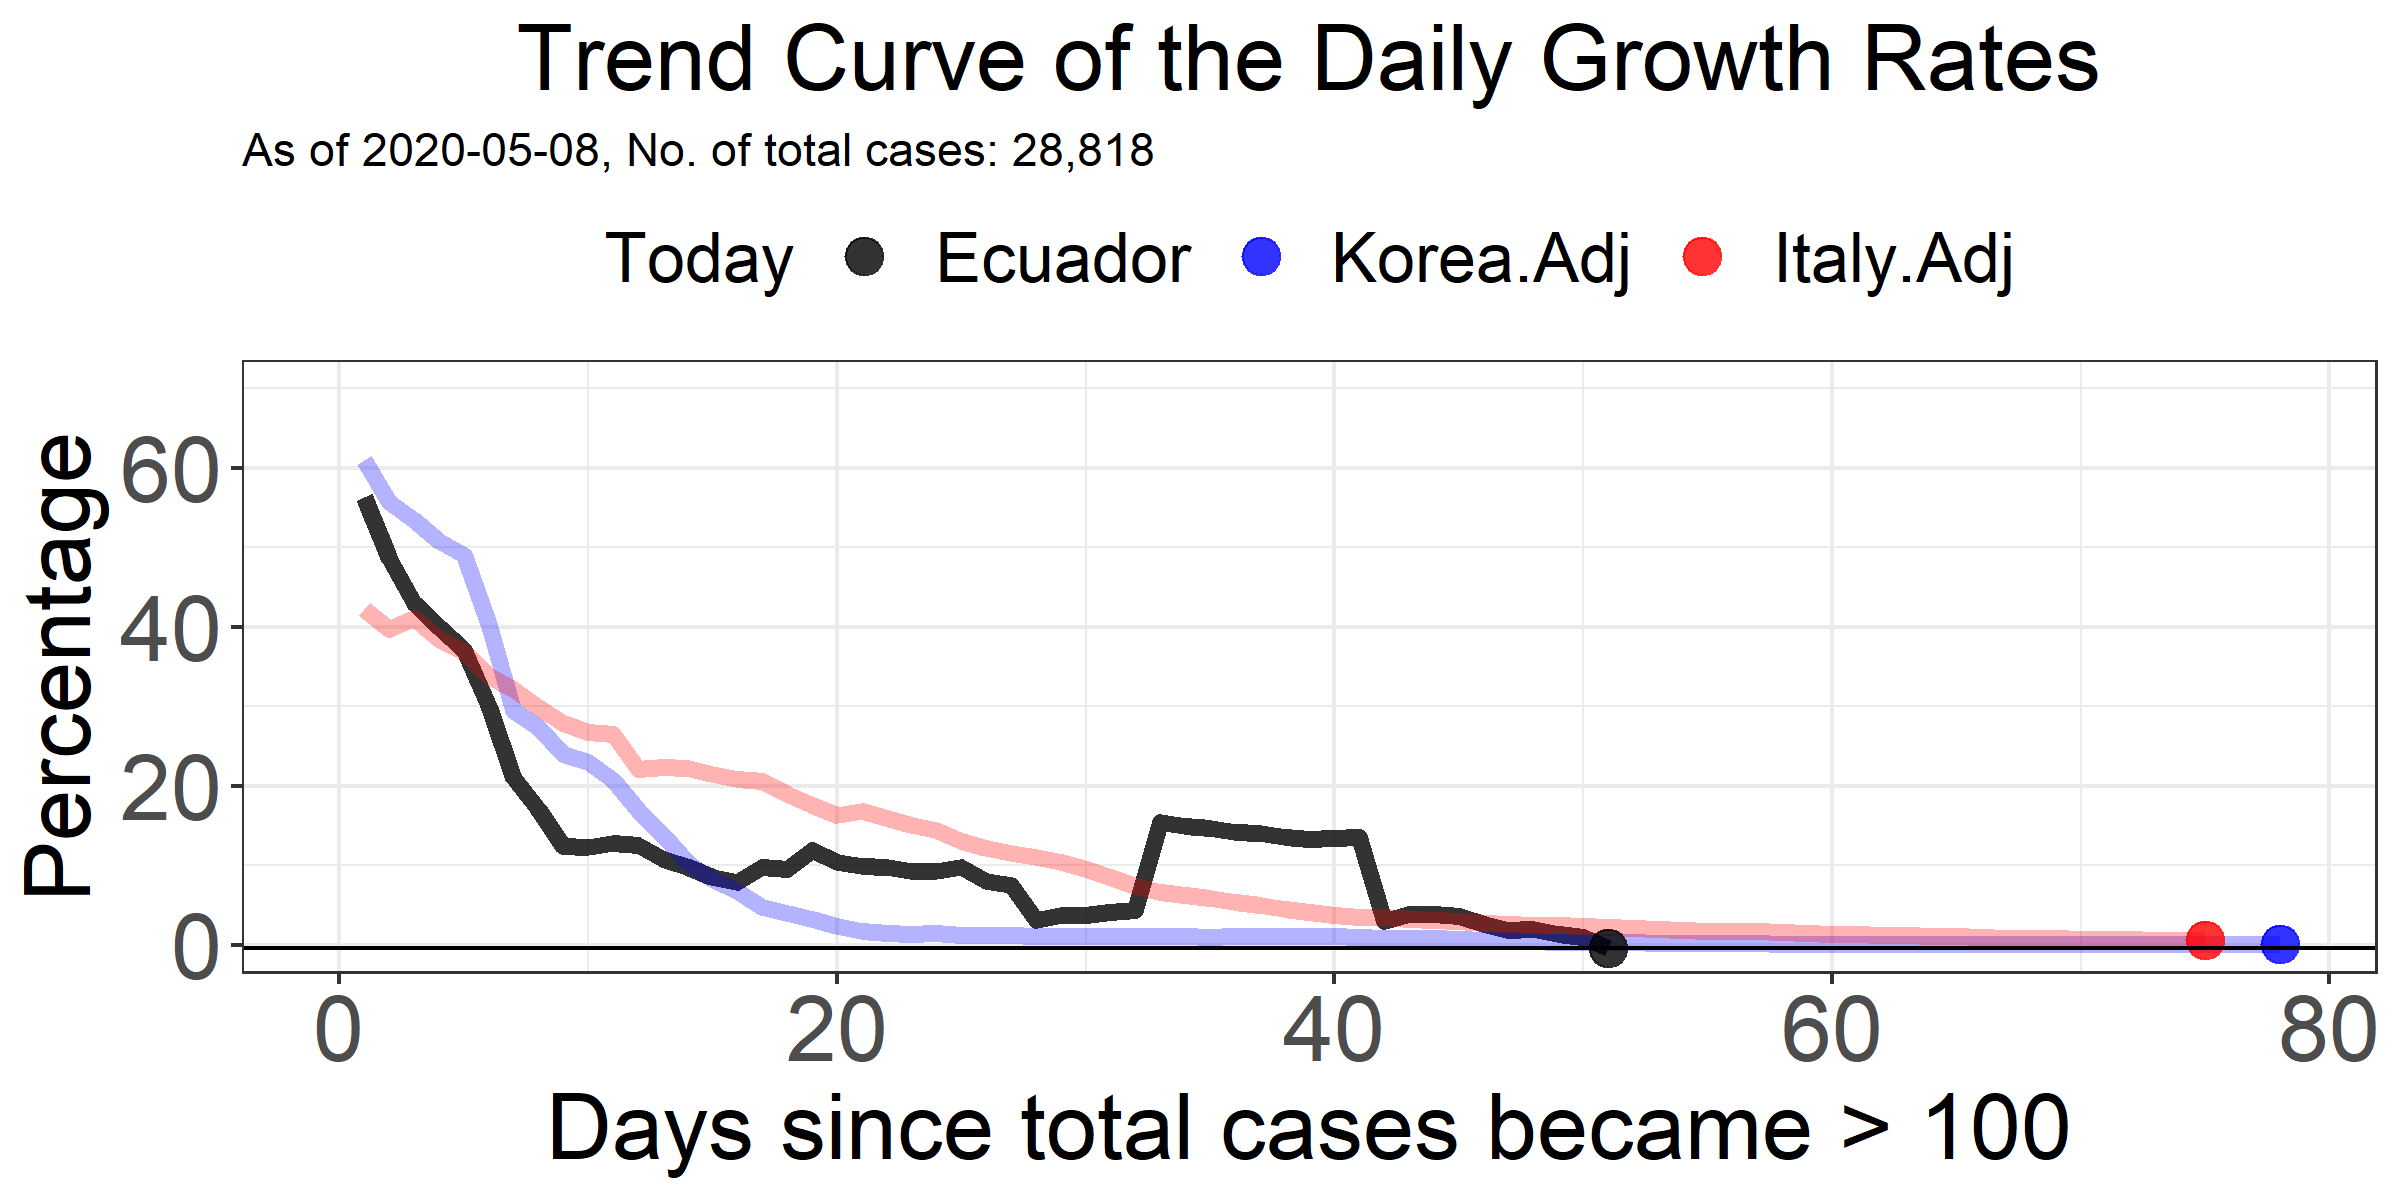 Trend Curve of the Daily Growth Rates
As of 2020-05-08, No. of total cases: 28,818
Today Ecuador Korea.Adj Italy.Adj
Percentage
60
40
20
0
0 20 40 60 80
Days since total cases became > 100